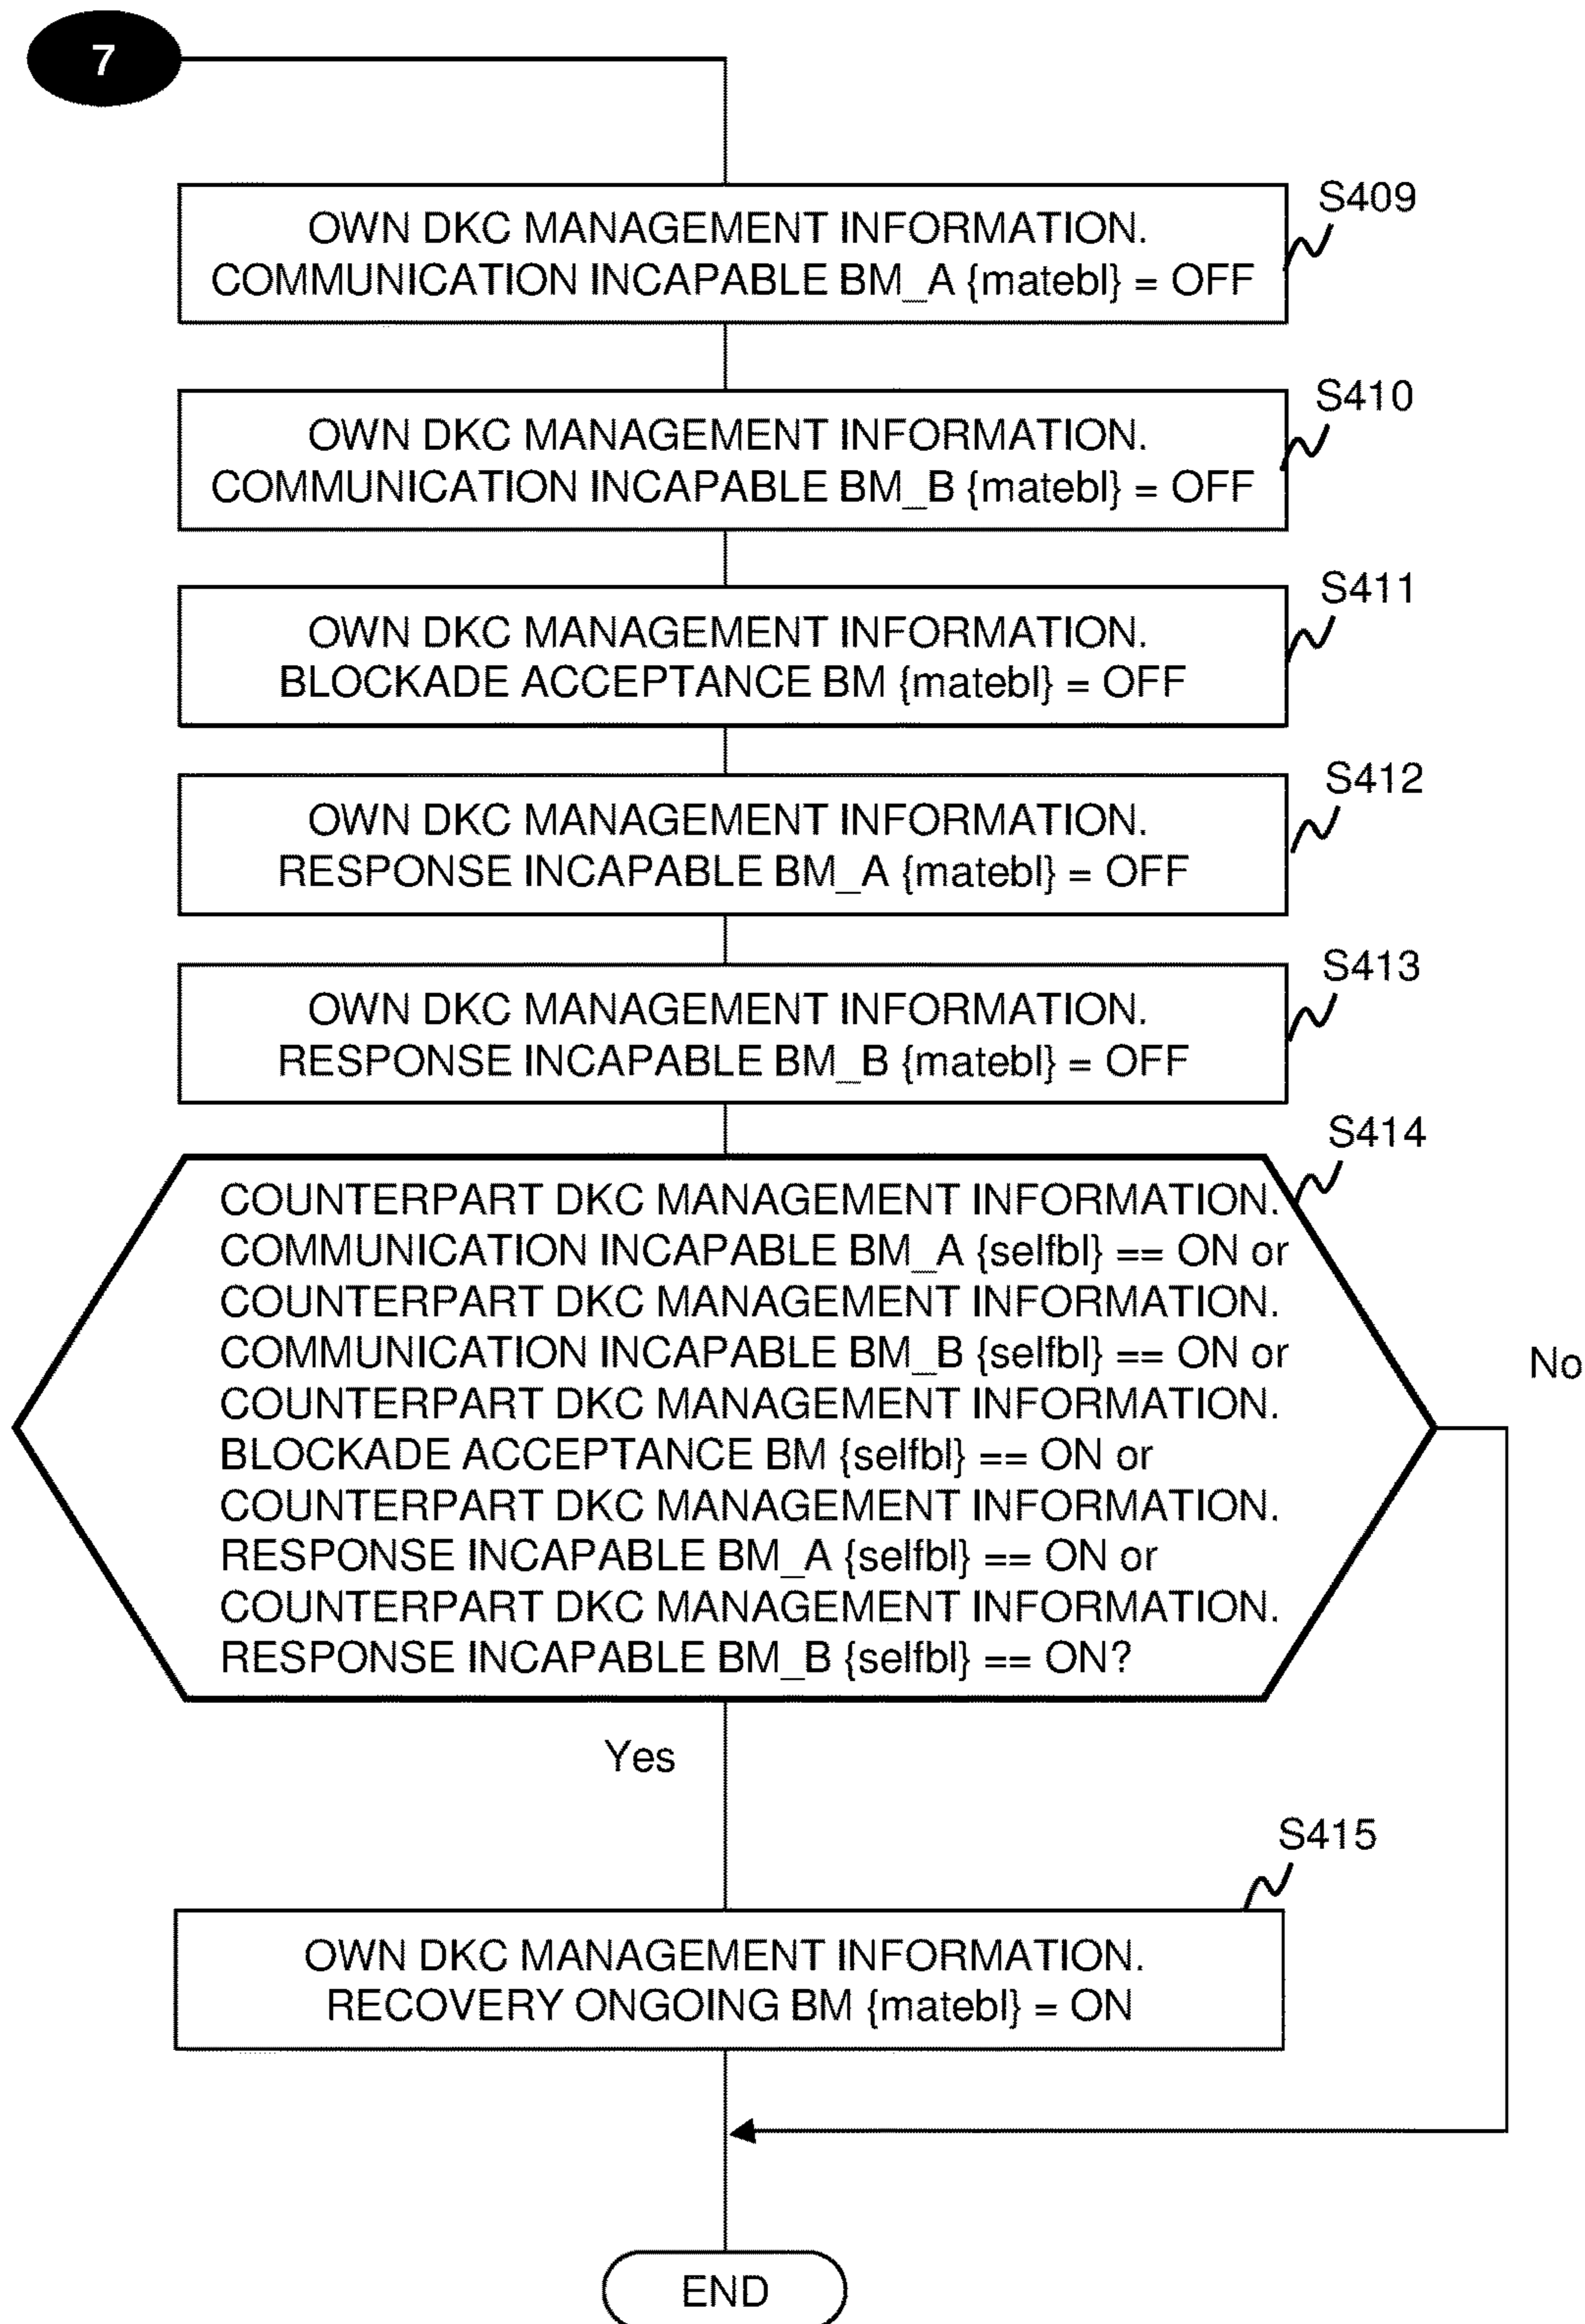 7
S409
OWN DKC MANAGEMENT INFORMATION.
COMMUNICATION INCAPABLE BM_A {matebl} = OFF
S410
OWN DKC MANAGEMENT INFORMATION.
COMMUNICATION INCAPABLE BM_B {matebl} = OFF
S411
OWN DKC MANAGEMENT INFORMATION.
BLOCKADE ACCEPTANCE BM {matebl} = OFF
S412
OWN DKC MANAGEMENT INFORMATION.
RESPONSE INCAPABLE BM_A {matebl} = OFF
S413
OWN DKC MANAGEMENT INFORMATION.
RESPONSE INCAPABLE BM_B {matebl} = OFF
S414
COUNTERPART DKC MANAGEMENT INFORMATION.
COMMUNICATION INCAPABLE BM_A {selfbl} == ON or
COUNTERPART DKC MANAGEMENT INFORMATION.
COMMUNICATION INCAPABLE BM_B {selfbl} == ON or
COUNTERPART DKC MANAGEMENT INFORMATION.
BLOCKADE ACCEPTANCE BM {selfbl} == ON or
COUNTERPART DKC MANAGEMENT INFORMATION.
RESPONSE INCAPABLE BM_A {selfbl} == ON or
COUNTERPART DKC MANAGEMENT INFORMATION.
RESPONSE INCAPABLE BM_B {selfbl} == ON?
No
Yes
S415
OWN DKC MANAGEMENT INFORMATION.
RECOVERY ONGOING BM {matebl} = ON
END